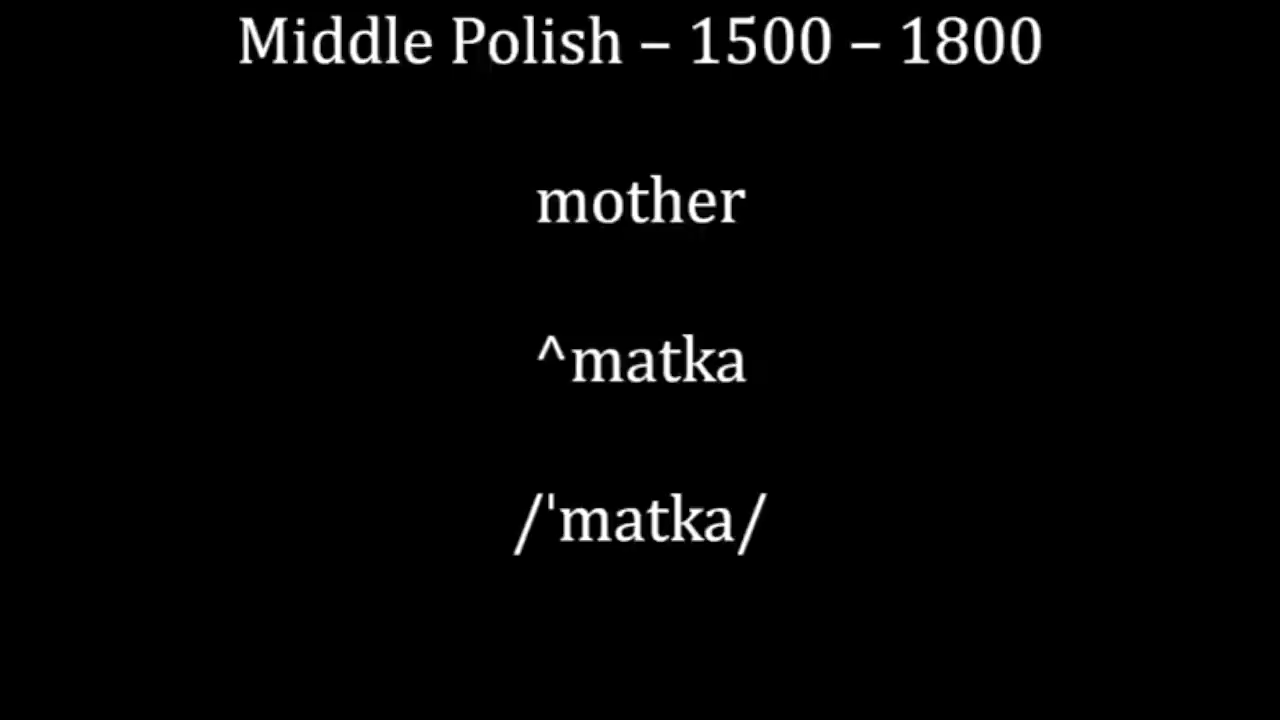 Middle Polish – 1500 – 1800
mother
^matka
/ˈmatka/